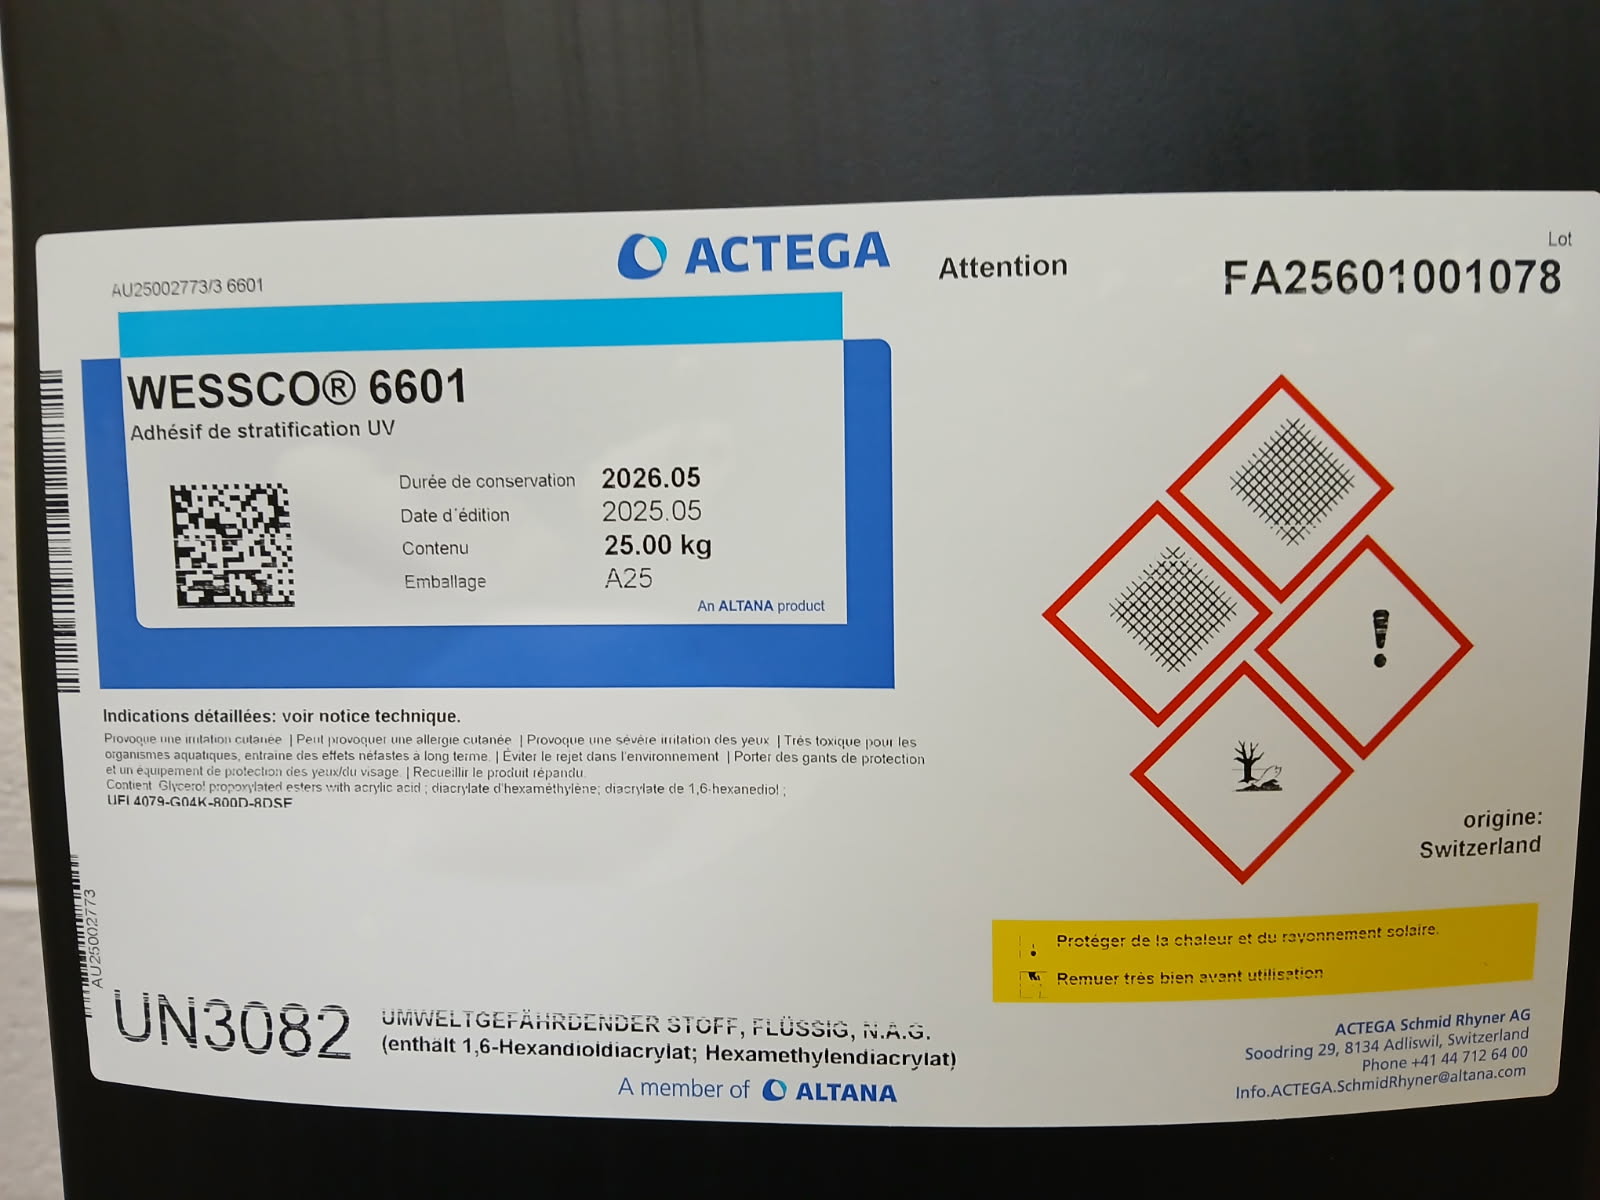 ACTEGA
Attention
Lot
FA25601001078
AU25002773/3 6601
WESSCO® 6601
Adhésif de stratification UV
Durée de conservation 2026.05
Date d´édition 2025.05
Contenu 25.00 kg
Emballage A25
An ALTANA product
Indications détaillées: voir notice technique.
Provoque une irritation cutanée | Peut provoquer une allergie cutanée | Provoque une sévère irritation des yeux | Très toxique pour les
organismes aquatiques, entraine des effets néfastes à long terme. | Éviter le rejet dans l'environnement | Porter des gants de protection
et un équipement de protection des yeux/du visage. | Recueillir le produit répandu.
Contient Glycerol propoxylated esters with acrylic acid ; diacrylate d'hexaméthylène; diacrylate de 1,6-hexanediol ;
UFI 4079-G04K-800D-8DSF
origine:
Switzerland
Protéger de la chaleur et du rayonnement solaire.
Remuer très bien avant utilisation
AU25002773
UN3082
UMWELTGEFÄHRDENDER STOFF, FLÜSSIG, N.A.G.
(enthält 1,6-Hexandioldiacrylat; Hexamethylendiacrylat)
A member of ALTANA
ACTEGA Schmid Rhyner AG
Soodring 29, 8134 Adliswil, Switzerland
Phone +41 44 712 64 00
Info.ACTEGA.SchmidRhyner@altana.com